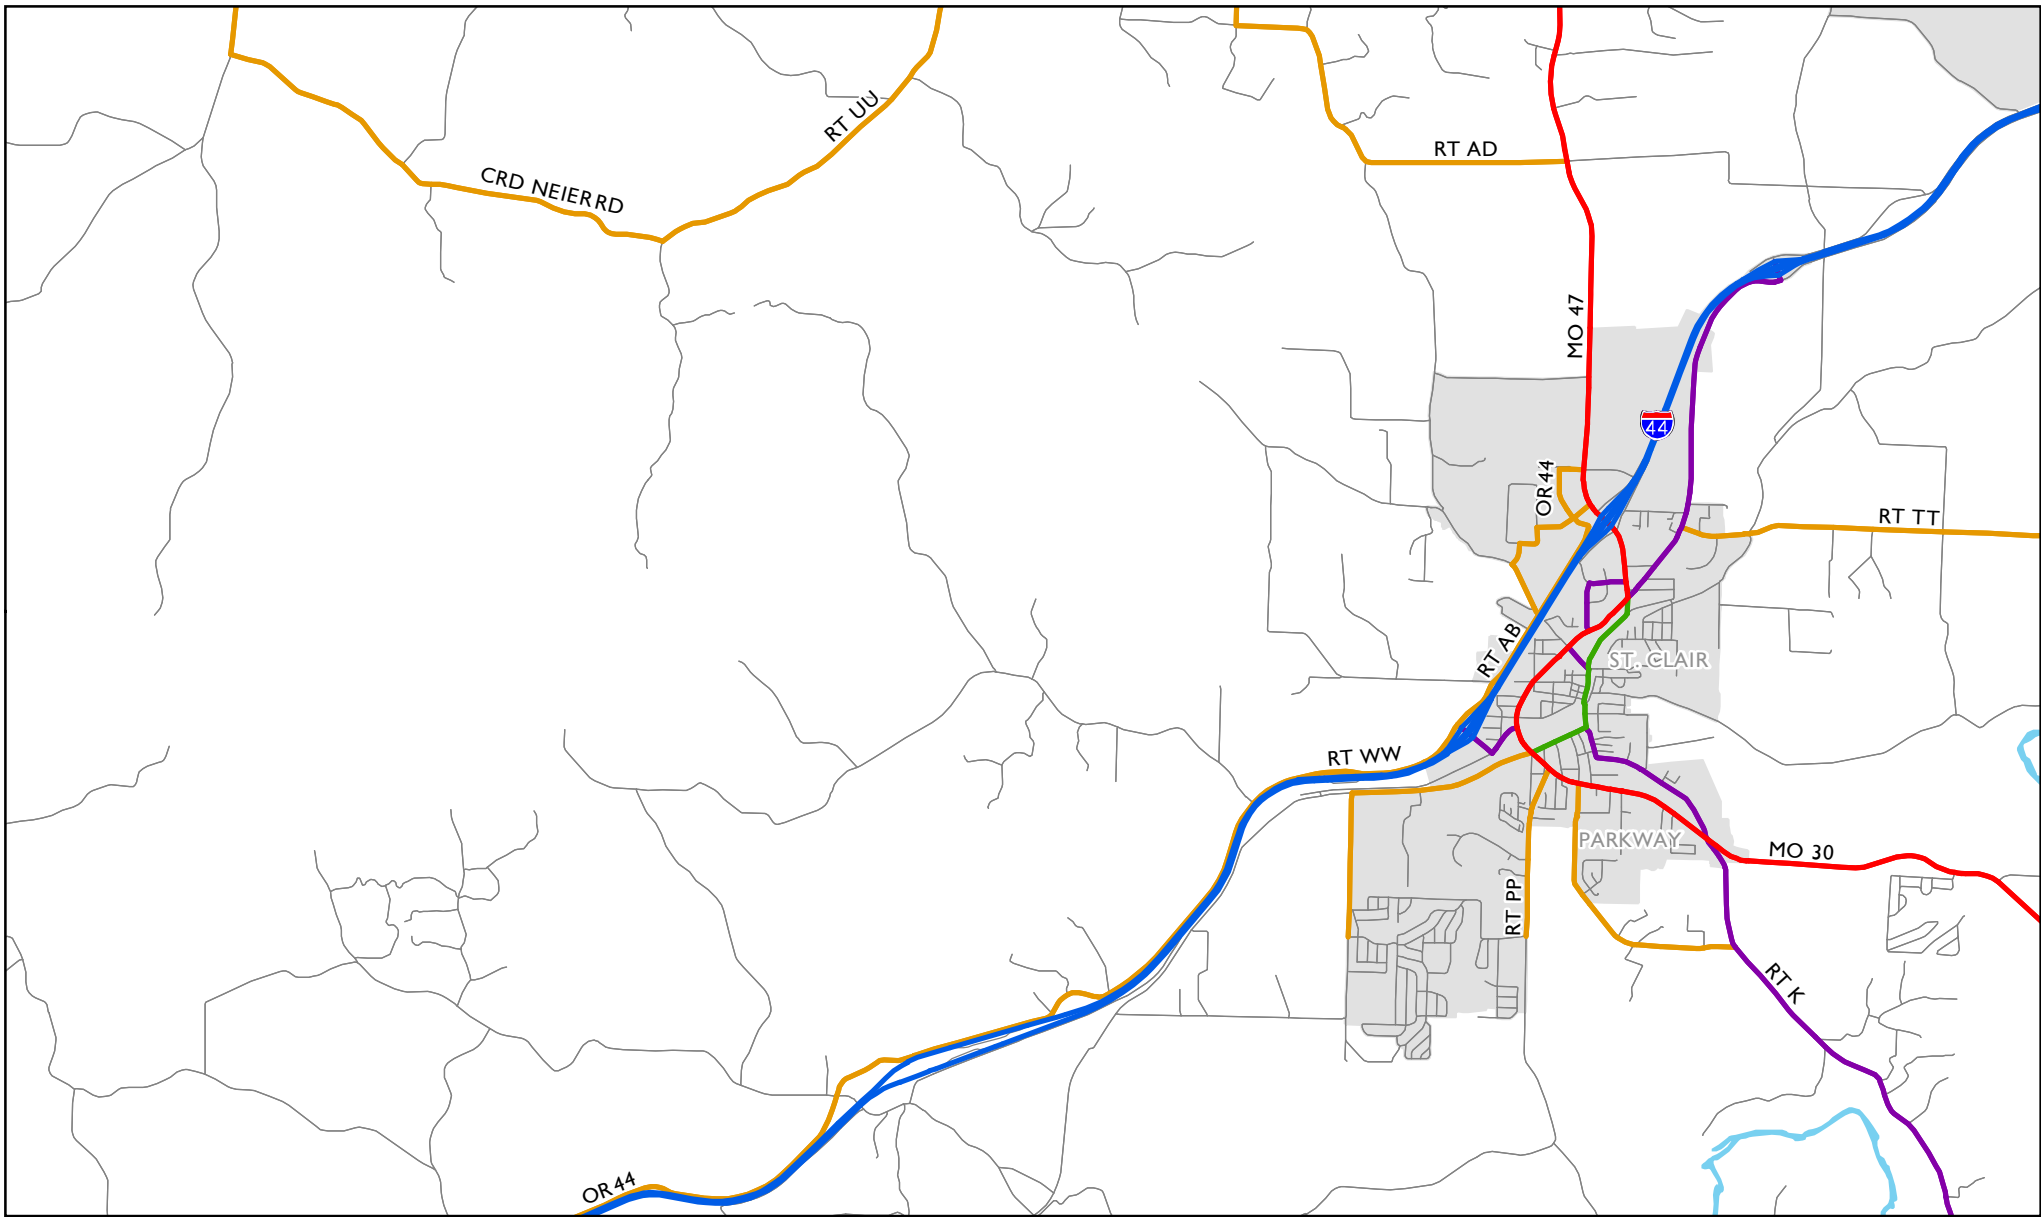 RT UU
RT AD
CRD NEIER RD
MO 47
44
OR 44
RT TT
RT AB
ST. CLAIR
RT WW
PARKWAY
MO 30
RT PP
RT K
OR 44